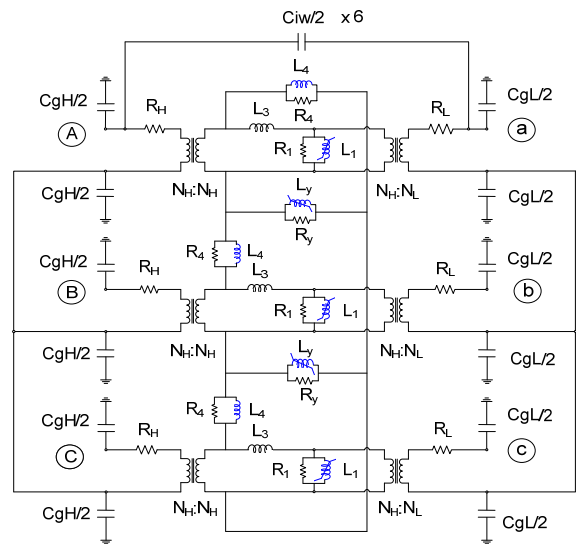 Ciw/2 x 6
L4
CgH/2
RH
L3
R4
RL
CgL/2
A
R1
L1
a
CgH/2
NH:NH
NH:NL
CgL/2
Ly
Ry
CgH/2
RH
R4
L4
L3
RL
CgL/2
B
R1
L1
b
NH:NH
NH:NL
CgH/2
Ly
CgL/2
Ry
CgH/2
RH
R4
L4
L3
RL
CgL/2
C
R1
L1
c
CgH/2
NH:NH
NH:NL
CgL/2